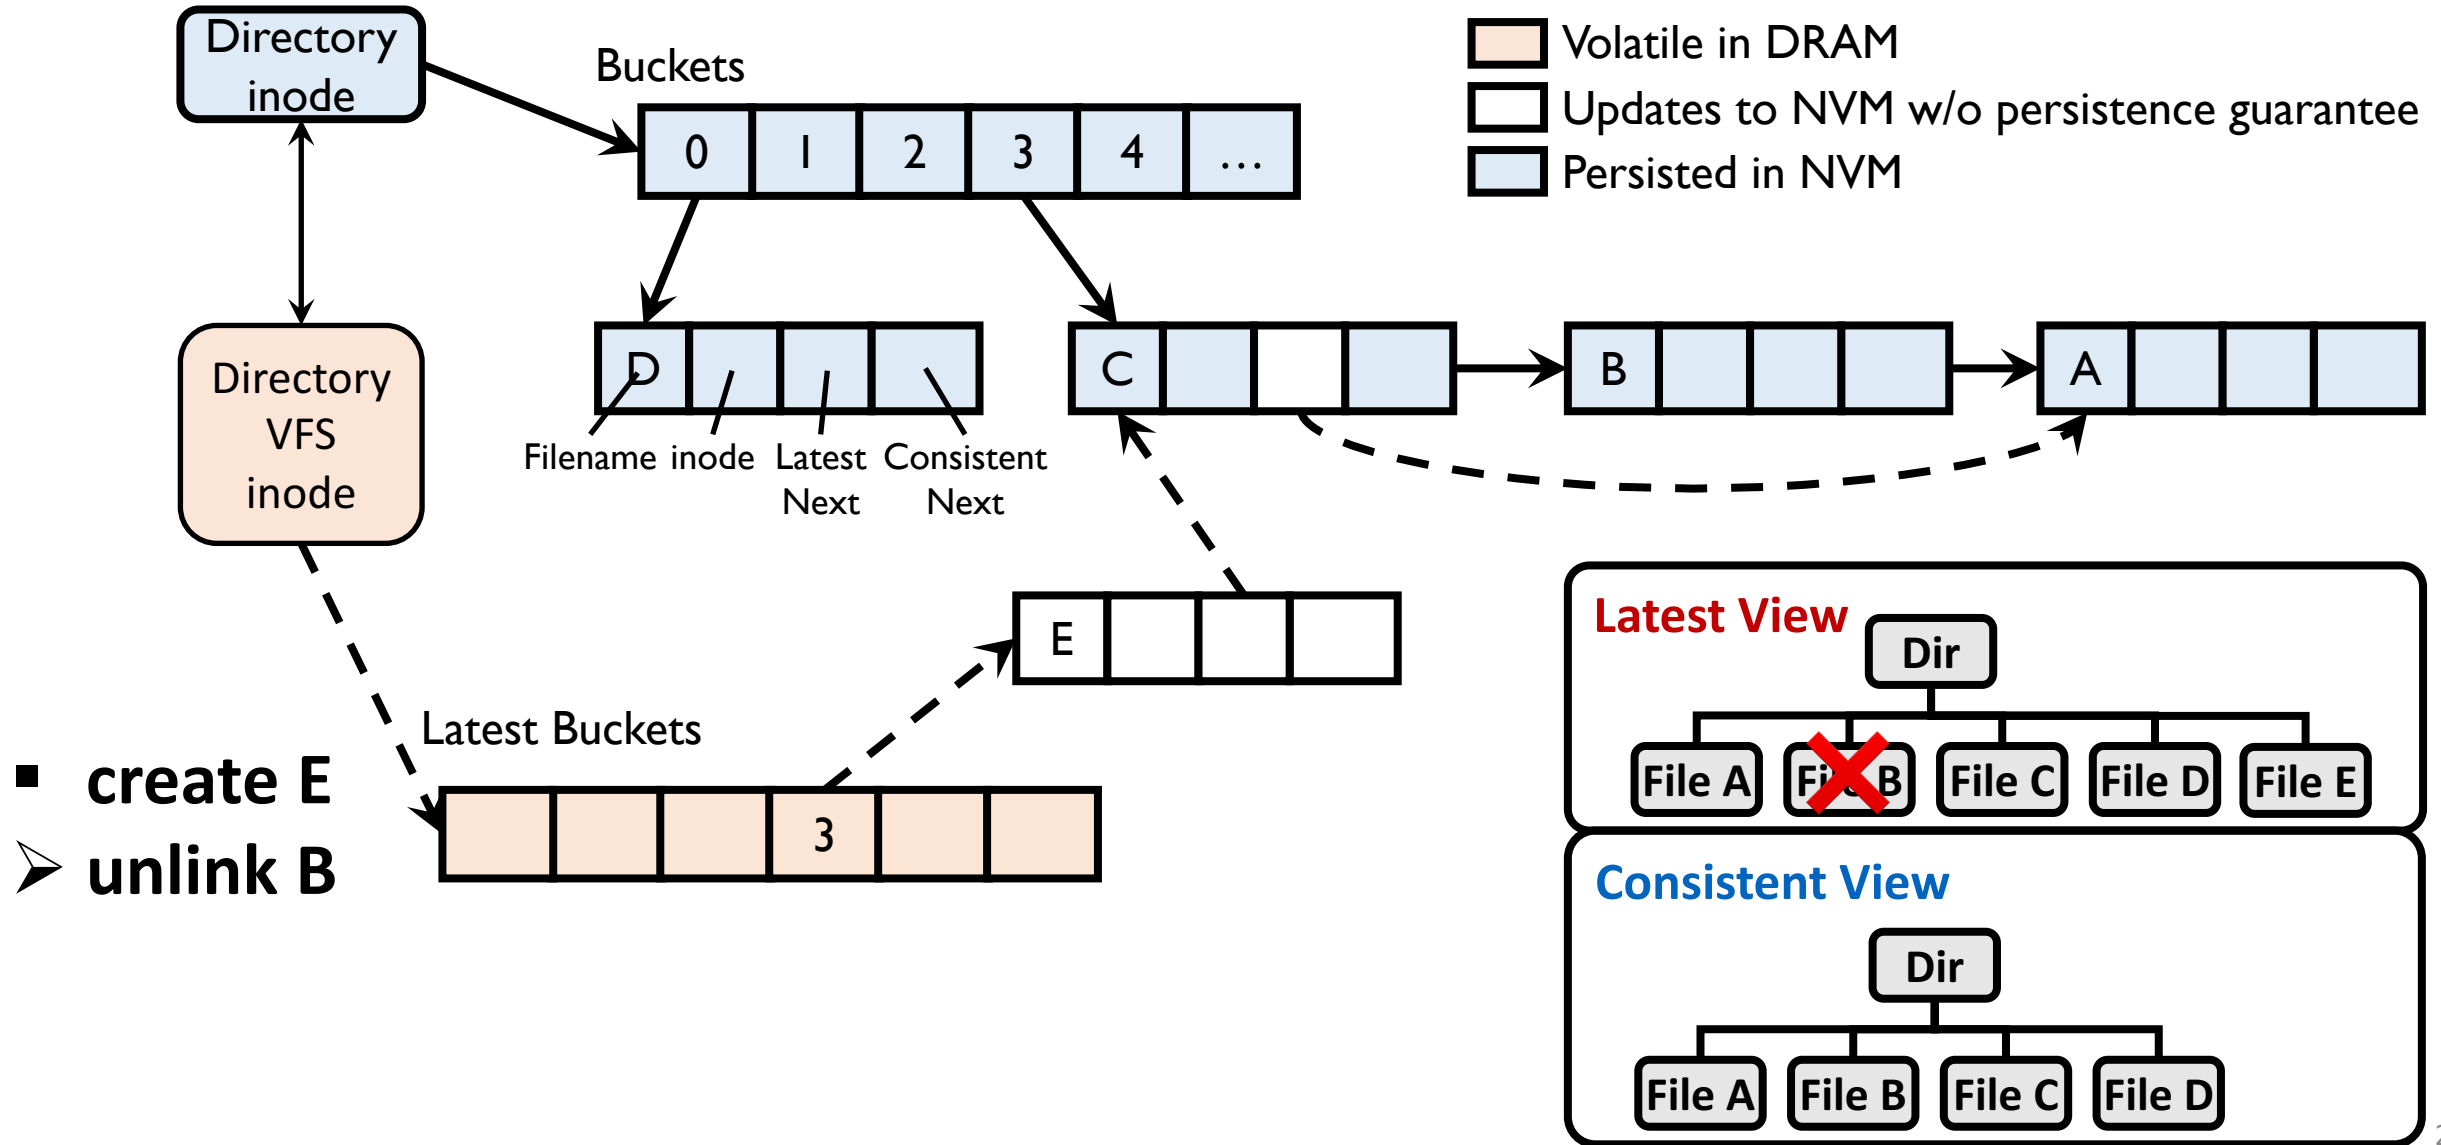 Directory
inode
Buckets
0 1 2 3 4 ...
Volatile in DRAM
Updates to NVM w/o persistence guarantee
Persisted in NVM
Directory
VFS
inode
D
Filename inode Latest Next Consistent Next
C
B
A
E
Latest Buckets
3
▪ create E
➢ unlink B
Latest View
Dir
File A File B File C File D File E
Consistent View
Dir
File A File B File C File D